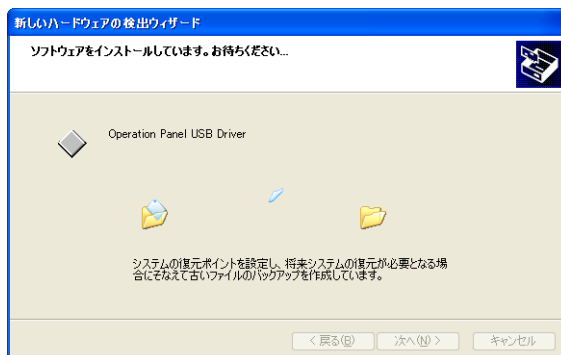 新しいハードウェアの検出ウィザード
ソフトウェアをインストールしています。お待ちください...
Operation Panel USB Driver
システムの復元ポイントを設定し、将来システムの復元が必要となる場
合にそなえて古いファイルのバックアップを作成しています。
< 戻る(B)
次へ(N) >
キャンセル